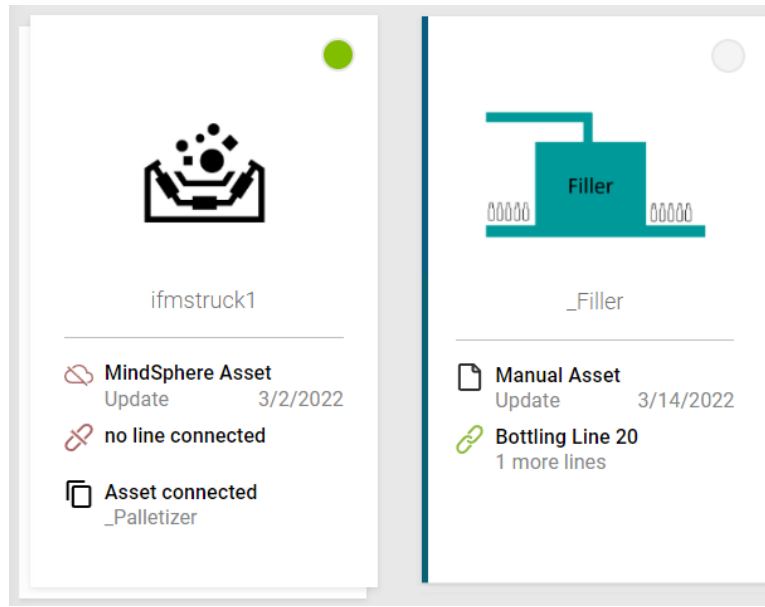 ifmstruck1
MindSphere Asset
Update 3/2/2022
no line connected
Asset connected
_Palletizer
Filler
_Filler
Manual Asset
Update 3/14/2022
Bottling Line 20
1 more lines